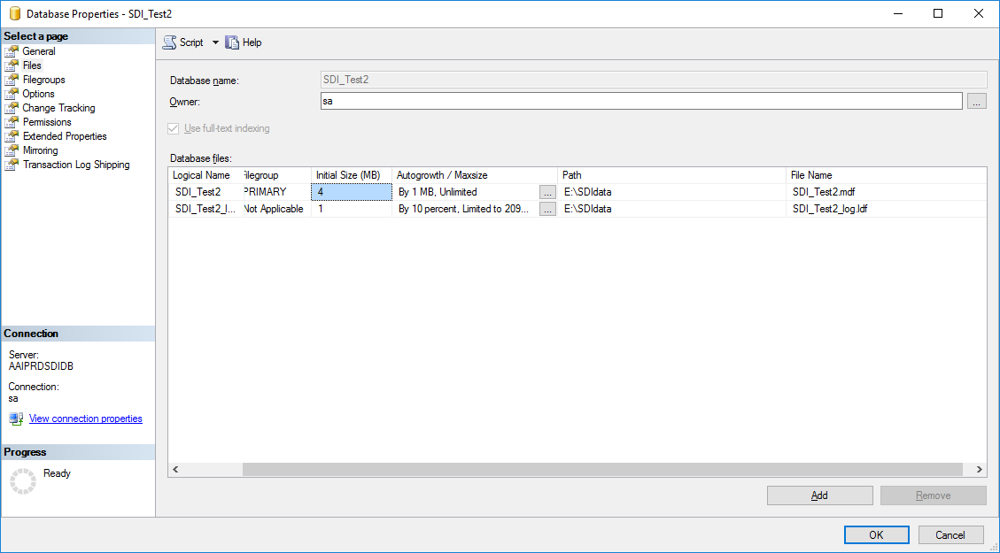 Database Properties - SDI_Test2
Select a page
General
Files
Filegroups
Options
Change Tracking
Permissions
Extended Properties
Mirroring
Transaction Log Shipping
Connection
Server:
AAIPRDSDIDB
Connection:
sa
View connection properties
Progress
Ready
Script Help
Database name: SDI_Test2
Owner: sa ...
Use full-text indexing
Database files:
Logical Name ilegroup Initial Size (MB) Autogrowth / Maxsize Path File Name
SDI_Test2 PRIMARY 4 By 1 MB, Unlimited ... E:\SDIdata SDI_Test2.mdf
SDI_Test2_l... Not Applicable 1 By 10 percent, Limited to 209... ... E:\SDIdata SDI_Test2_log.ldf
Add Remove
OK Cancel